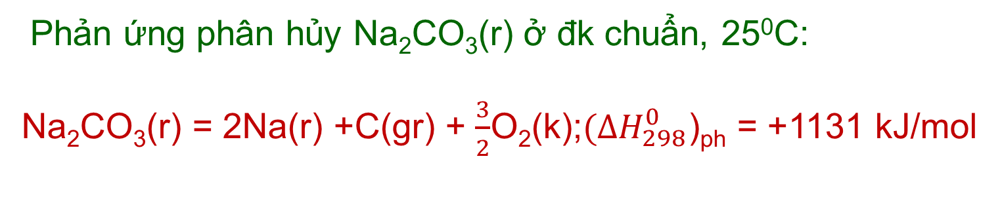 Phản ứng phân hủy Na₂CO₃(r) ở đk chuẩn, 25⁰C:
Na₂CO₃(r) = 2Na(r) +C(gr) + 3/2O₂(k);(ΔH⁰₂₉₈)ph = +1131 kJ/mol